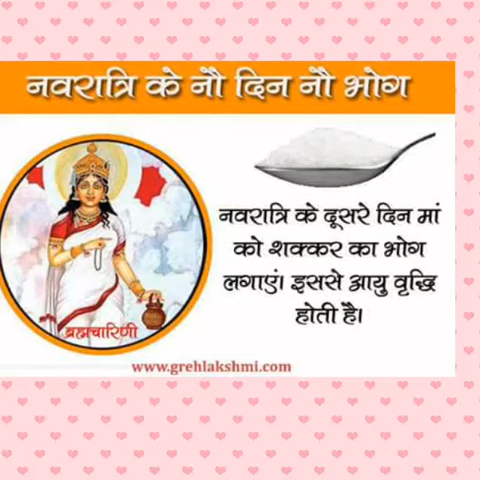 नवरात्रि के नौ दिन नौ भोग
नवरात्रि के दूसरे दिन मां
को शक्कर का भोग
लगाएं। इससे आयु वृद्धि
होती है।
ब्रह्मचारिणी
www.grehlakshmi.com